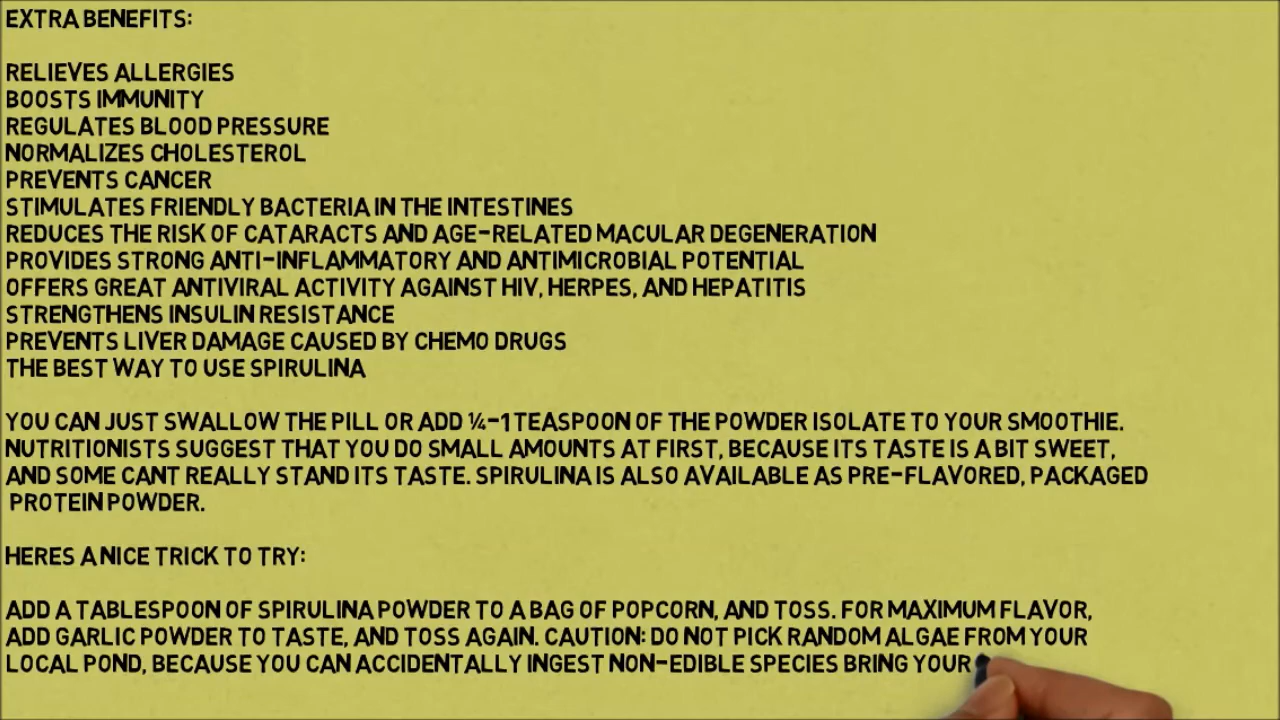 EXTRA BENEFITS:
RELIEVES ALLERGIES
BOOSTS IMMUNITY
REGULATES BLOOD PRESSURE
NORMALIZES CHOLESTEROL
PREVENTS CANCER
STIMULATES FRIENDLY BACTERIA IN THE INTESTINES
REDUCES THE RISK OF CATARACTS AND AGE-RELATED MACULAR DEGENERATION
PROVIDES STRONG ANTI-INFLAMMATORY AND ANTIMICROBIAL POTENTIAL
OFFERS GREAT ANTIVIRAL ACTIVITY AGAINST HIV, HERPES, AND HEPATITIS
STRENGTHENS INSULIN RESISTANCE
PREVENTS LIVER DAMAGE CAUSED BY CHEMO DRUGS
THE BEST WAY TO USE SPIRULINA
YOU CAN JUST SWALLOW THE PILL OR ADD ¼-1 TEASPOON OF THE POWDER ISOLATE TO YOUR SMOOTHIE.
NUTRITIONISTS SUGGEST THAT YOU DO SMALL AMOUNTS AT FIRST, BECAUSE ITS TASTE IS A BIT SWEET,
AND SOME CANT REALLY STAND ITS TASTE. SPIRULINA IS ALSO AVAILABLE AS PRE-FLAVORED, PACKAGED
PROTEIN POWDER.
HERES A NICE TRICK TO TRY:
ADD A TABLESPOON OF SPIRULINA POWDER TO A BAG OF POPCORN, AND TOSS. FOR MAXIMUM FLAVOR,
ADD GARLIC POWDER TO TASTE, AND TOSS AGAIN. CAUTION: DO NOT PICK RANDOM ALGAE FROM YOUR
LOCAL POND, BECAUSE YOU CAN ACCIDENTALLY INGEST NON-EDIBLE SPECIES BRING YOUR